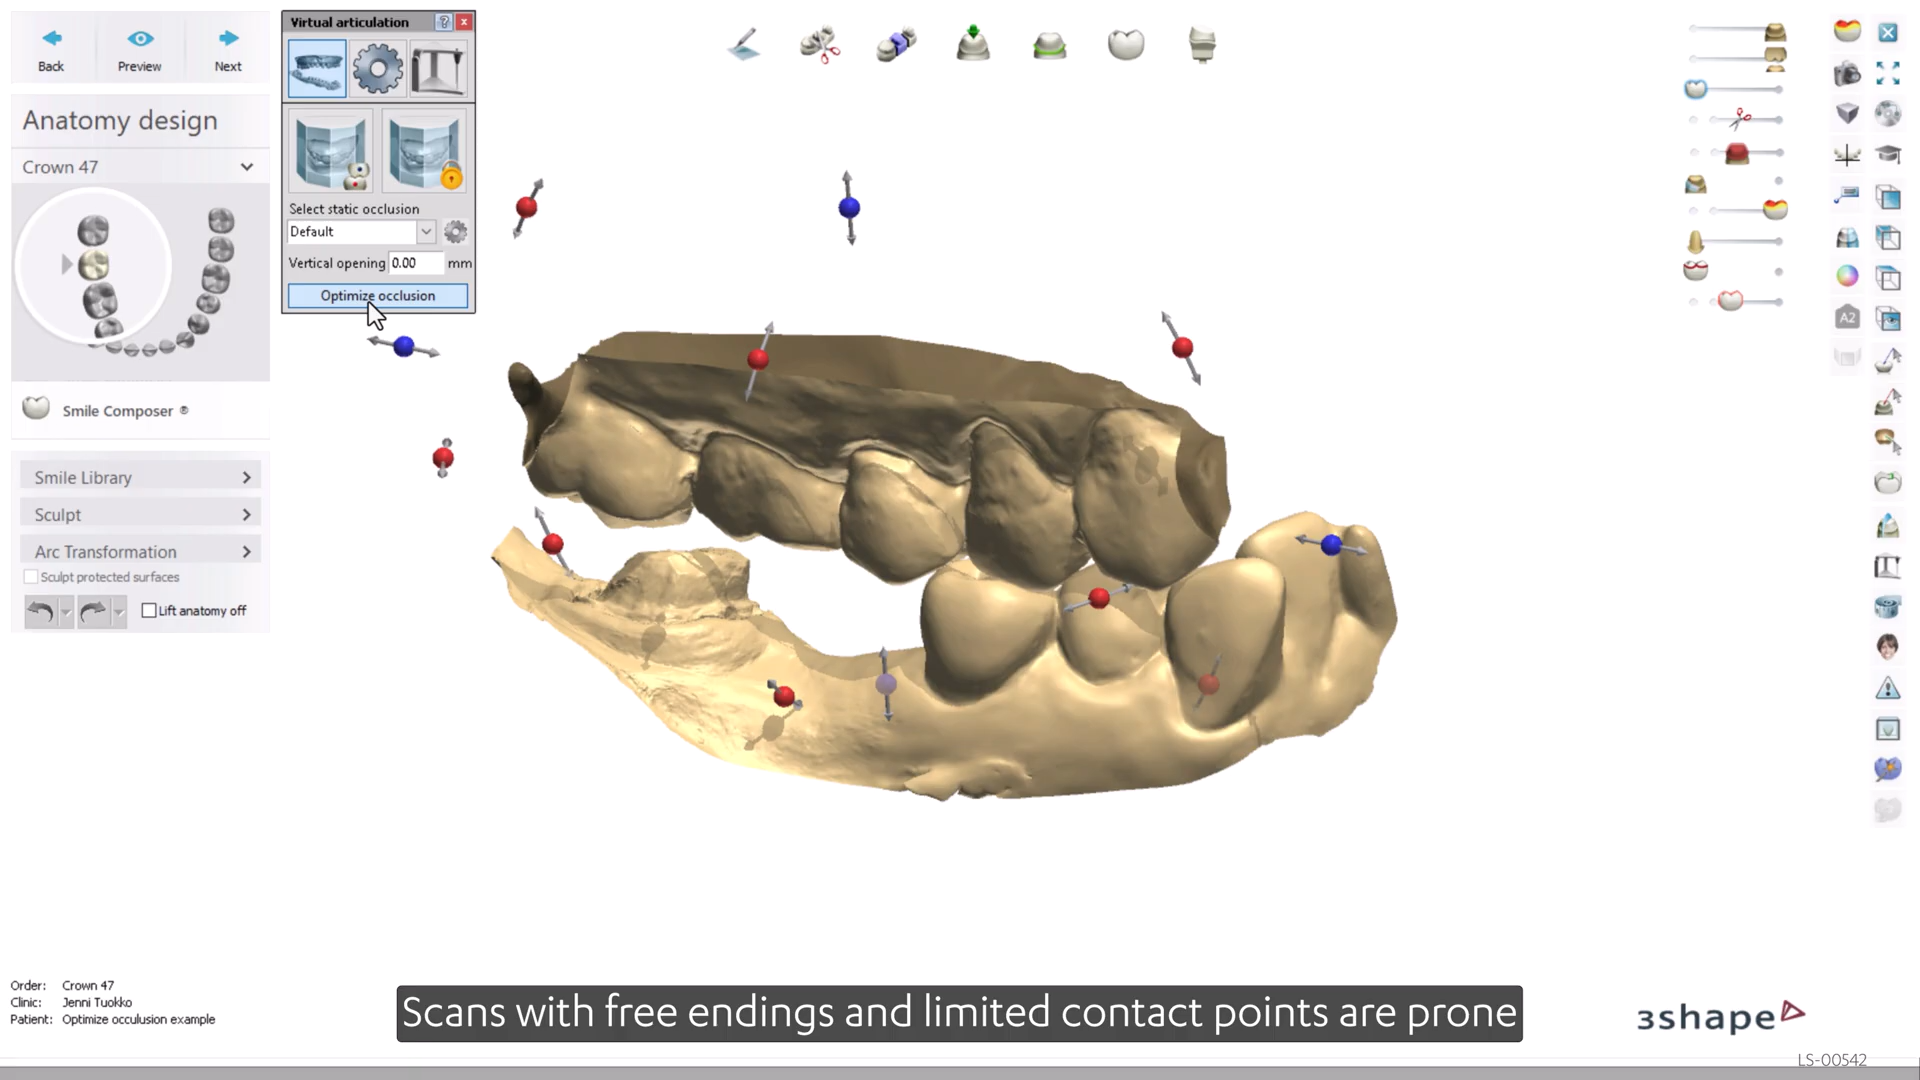 Back
Preview
Next
Anatomy design
Crown 47
Smile Composer ®
Smile Library
Sculpt
Arc Transformation
Sculpt protected surfaces
Lift anatomy off
Virtual articulation
?
x
Select static occlusion
Default
Vertical opening 0.00 mm
Optimize occlusion
A2
Order: Crown 47
Clinic: Jenni Tuokko
Patient: Optimize occulusion example
Scans with free endings and limited contact points are prone
3shape
LS-00542